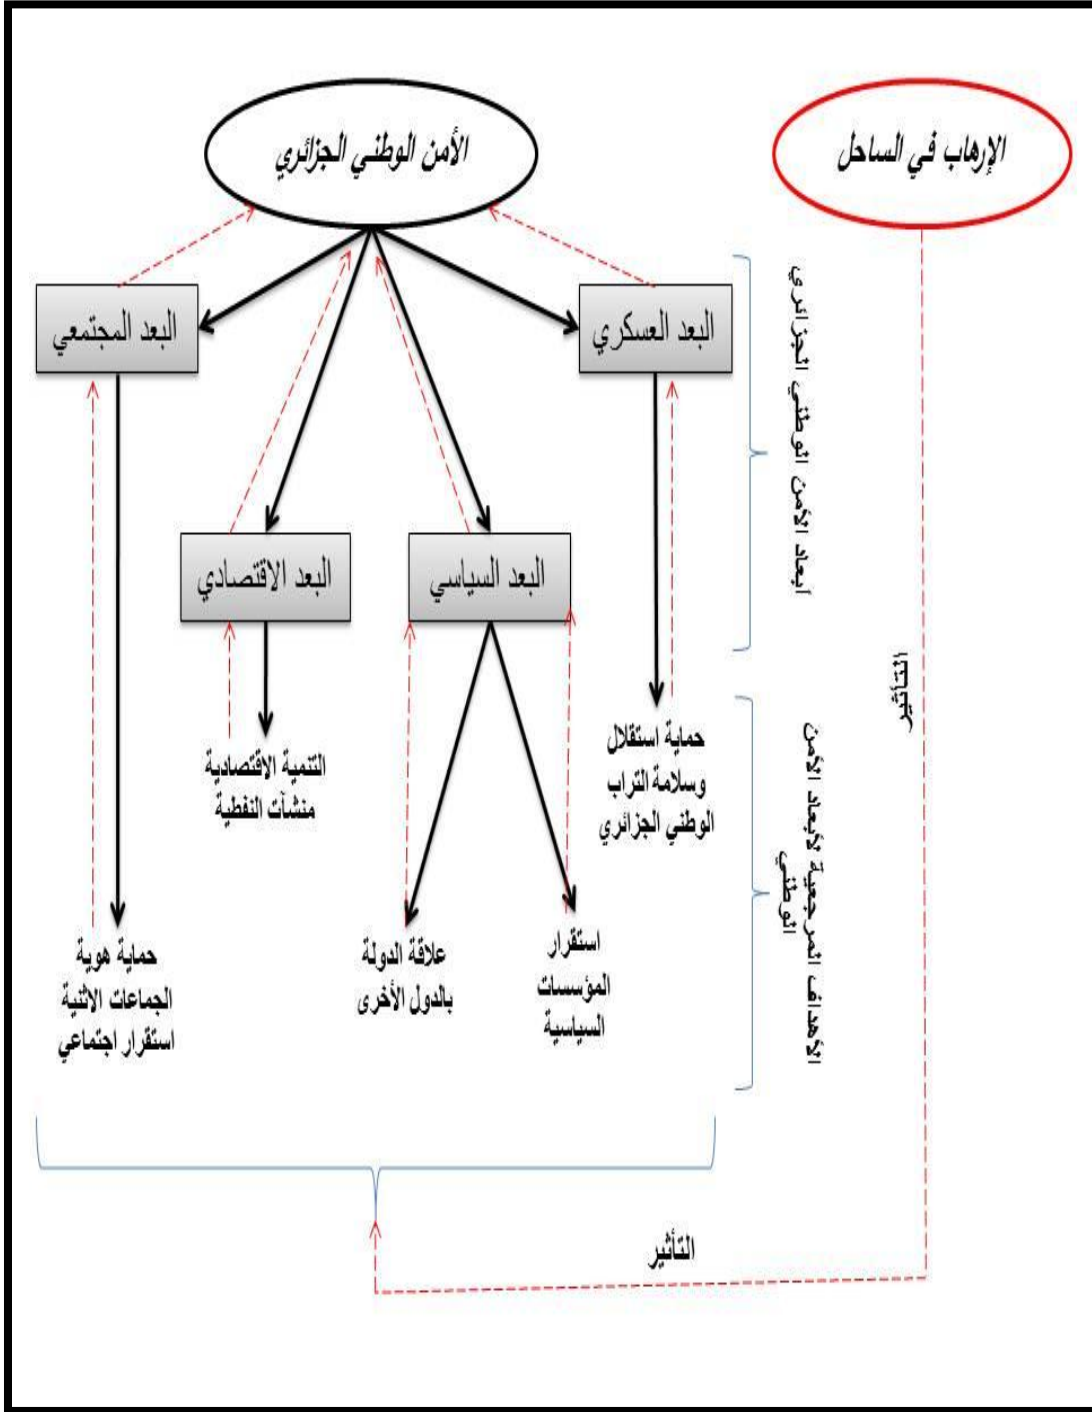 الإرهاب في الساحل
الأمن الوطني الجزائري
أبعاد الأمن الوطني الجزائري
البعد العسكري
البعد المجتمعي
البعد السياسي
البعد الاقتصادي
التأثير
الأهداف المرجعية لأبعاد الأمن
الوطني
حماية استقلال
وسلامة التراب
الوطني الجزائري
التنمية الاقتصادية
منشآت النفطية
استقرار
المؤسسات
السياسية
علاقة الدولة
بالدول الأخرى
حماية هوية
الجماعات الاثنية
استقرار اجتماعي
التأثير